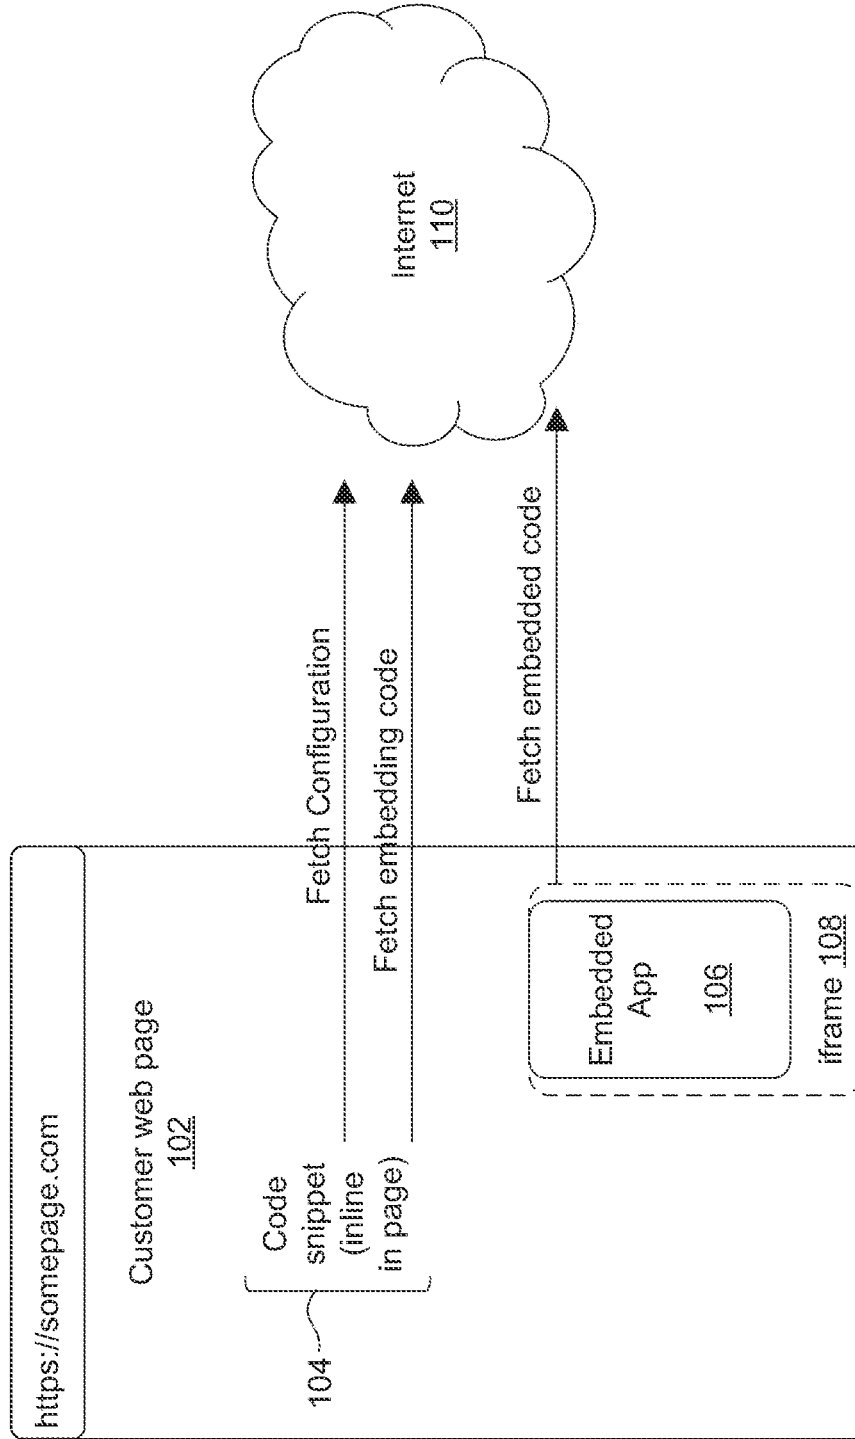 https://somepage.com
Customer web page
102
Code
snippet
(inline
in page)
104
Fetch Configuration
Fetch embedding code
Internet
110
Embedded
App
106
iframe 108
Fetch embedded code